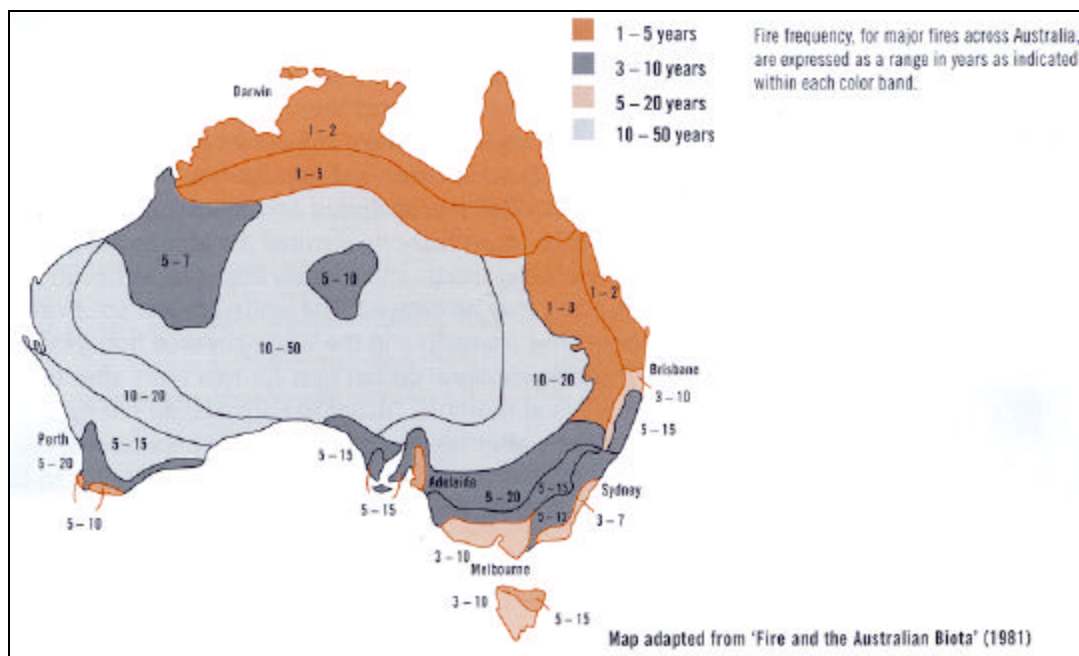 1 – 5 years
3 – 10 years
5 – 20 years
10 – 50 years
Fire frequency, for major fires across Australia,
are expressed as a range in years as indicated
within each color band.
Darwin
1 – 2
1 – 5
5 – 7
5 – 10
1 – 2
1 – 3
10 – 50
10 – 20
Brisbane
3 – 10
10 – 20
5 – 15
Perth
5 – 15
5 – 20
5 – 15
Adelaide
5 – 20
5 – 15
Sydney
5 – 10
5 – 15
3 – 7
3 – 10
Melbourne
3 – 10
5 – 15
Map adapted from 'Fire and the Australian Biota' (1981)